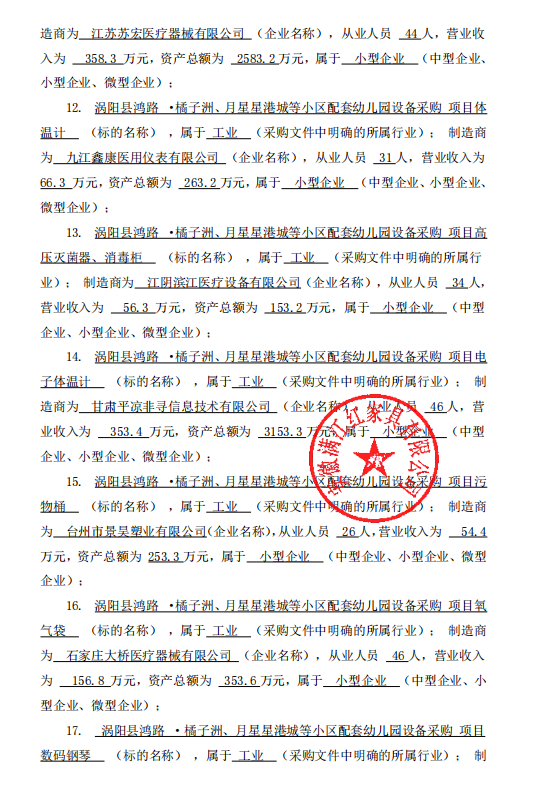 造商为 江苏苏宏医疗器械有限公司 （企业名称），从业人员 44 人，营业收
入为 358.3 万元，资产总额为 2583.2 万元，属于 小型企业 （中型企业、
小型企业、微型企业）；
12. 涡阳县鸿路 •橘子洲、月星星港城等小区配套幼儿园设备采购 项目体
温计 （标的名称） ，属于 工业 （采购文件中明确的所属行业）； 制造商
为 九江鑫康医用仪表有限公司 （企业名称），从业人员 31 人，营业收入为
66.3 万元，资产总额为 263.2 万元，属于 小型企业 （中型企业、小型企业、
微型企业）；
13. 涡阳县鸿路 •橘子洲、月星星港城等小区配套幼儿园设备采购 项目高
压灭菌器、消毒柜 （标的名称） ，属于 工业 （采购文件中明确的所属行
业）； 制造商为 江阴滨江医疗设备有限公司（企业名称），从业人员 34 人，
营业收入为 56.3 万元，资产总额为 153.2 万元，属于 小型企业 （中型
企业、小型企业、微型企业）；
14. 涡阳县鸿路 •橘子洲、月星星港城等小区配套幼儿园设备采购 项目电
子体温计 （标的名称） ，属于 工业 （采购文件中明确的所属行业）； 制
造商为 甘肃平凉非寻信息技术有限公司 （企业名称），从业人员 46 人，营
业收入为 353.4 万元，资产总额为 3153.3 万元，属于 小型企业 （中型
企业、小型企业、微型企业）；
15. 涡阳县鸿路 •橘子洲、月星星港城等小区配套幼儿园设备采购 项目污
物桶 （标的名称） ，属于 工业 （采购文件中明确的所属行业）； 制造商
为 台州市景昊塑业有限公司（企业名称），从业人员 26 人，营业收入为 54.4
万元，资产总额为 253.3 万元，属于 小型企业 （中型企业、小型企业、微型
企业）；
16. 涡阳县鸿路 •橘子洲、月星星港城等小区配套幼儿园设备采购 项目氧
气袋 （标的名称） ，属于 工业 （采购文件中明确的所属行业）； 制造商
为 石家庄大桥医疗器械有限公司 （企业名称），从业人员 46 人，营业收入
为 156.8 万元，资产总额为 353.6 万元，属于 小型企业 （中型企业、小
型企业、微型企业）；
17. 涡阳县鸿路 •橘子洲、月星星港城等小区配套幼儿园设备采购 项目
数码钢琴 （标的名称） ，属于 工业 （采购文件中明确的所属行业）； 制
安徽满江红家具有限公司